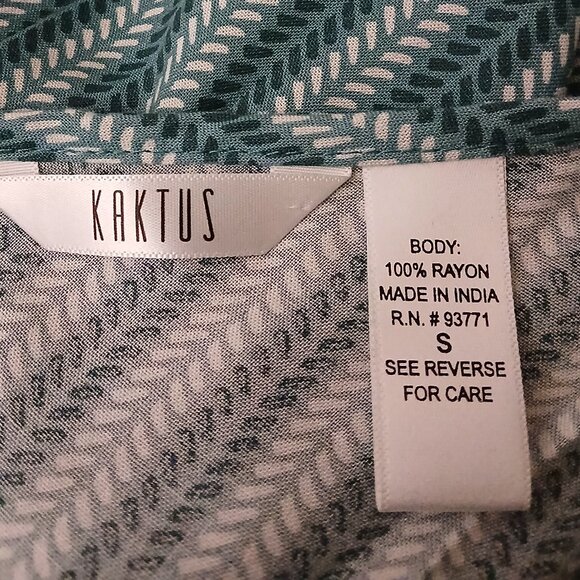 KAKTUS
BODY:
100% RAYON
MADE IN INDIA
R.N. # 93771
S
SEE REVERSE
FOR CARE